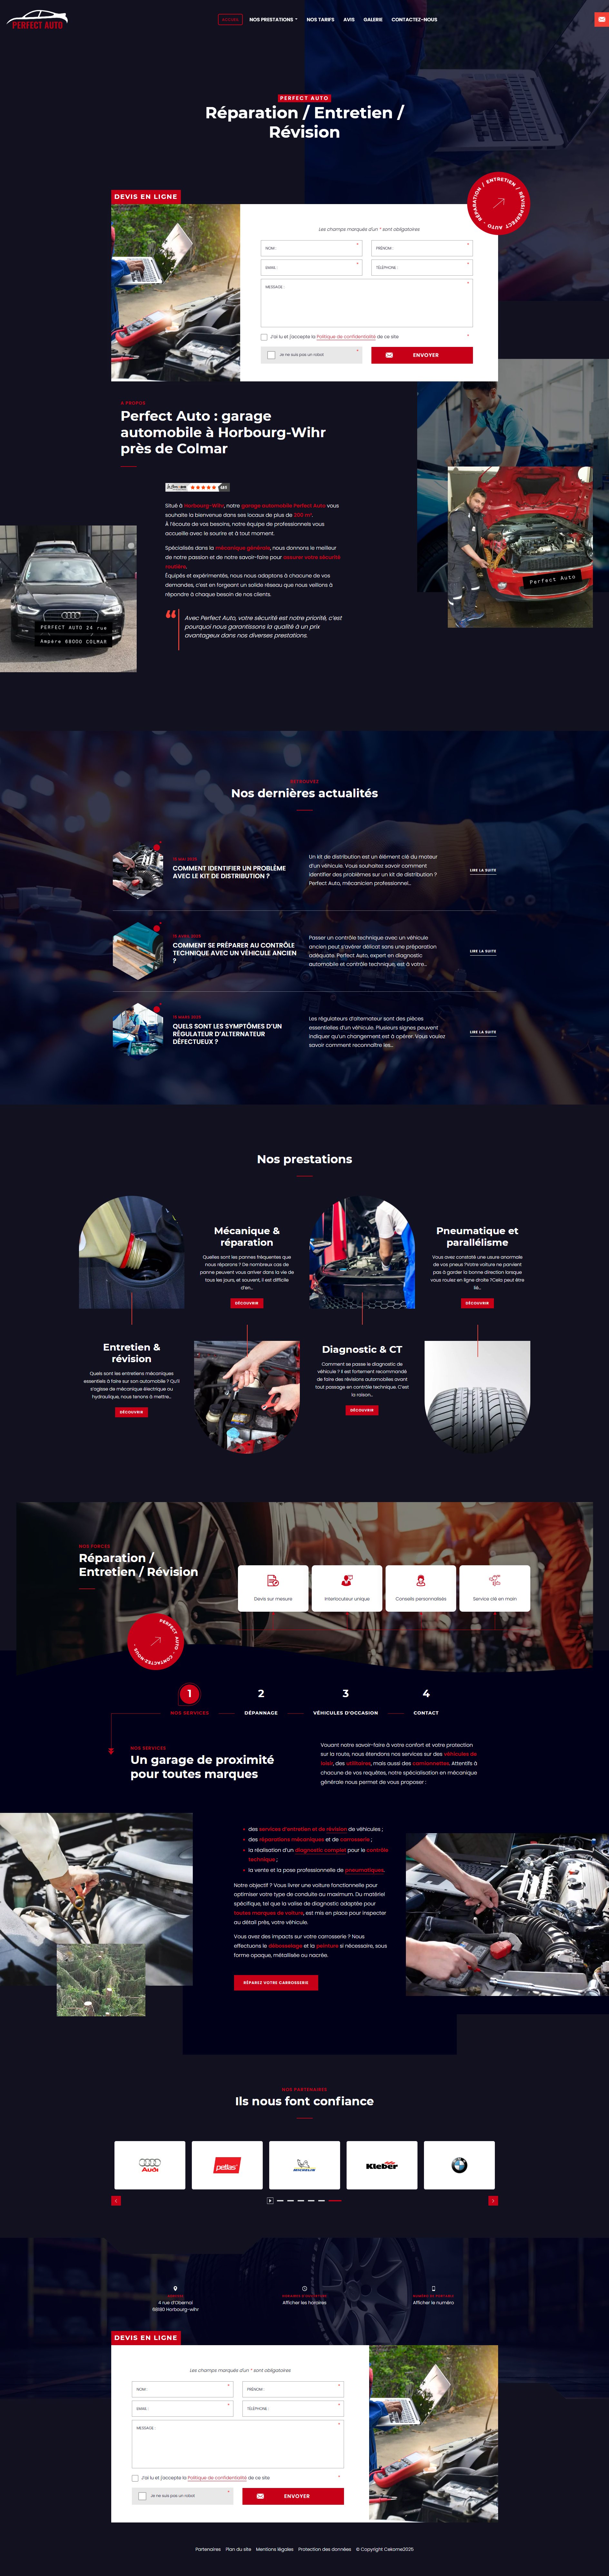 PERFECT AUTO
ACCUEIL
NOS PRESTATIONS
NOS TARIFS
AVIS
GALERIE
CONTACTEZ-NOUS
PERFECT AUTO
Réparation / Entretien /
Révision
DEVIS EN LIGNE
RÉPARATION / ENTRETIEN / RÉVISION
PERFECT AUTO
Les champs marqués d'un * sont obligatoires
NOM : *
PRÉNOM : *
EMAIL : *
TÉLÉPHONE : *
MESSAGE : *
J'ai lu et j'accepte la Politique de confidentialité de ce site *
Je ne suis pas un robot *
ENVOYER
A PROPOS
Perfect Auto : garage
automobile à Horbourg-Wihr
près de Colmar
Situé à Horbourg-Wihr, notre garage automobile Perfect Auto vous
souhaite la bienvenue dans ses locaux de plus de 200 m².
À l'écoute de vos besoins, notre équipe de professionnels vous
accueille avec le sourire et à tout moment.
Spécialisés dans la mécanique générale, nous donnons le meilleur
de notre passion et de notre savoir-faire pour assurer votre sécurité
routière.
Équipés et expérimentés, nous nous adaptons à chacune de vos
demandes, c'est en forgeant un solide réseau que nous veillons à
répondre à chaque besoin de nos clients.
Avec Perfect Auto, votre sécurité est notre priorité, c'est
pourquoi nous garantissons la qualité à un prix
avantageux dans nos diverses prestations.
PERFECT AUTO 24 rue
Ampère 68000 COLMAR
Perfect Auto
RETROUVEZ
Nos dernières actualités
COMMENT IDENTIFIER UN PROBLÈME
AVEC LE KIT DE DISTRIBUTION ?
Un kit de distribution est un élément clé du moteur
d'un véhicule. Vous souhaitez savoir comment
identifier des problèmes sur un kit de distribution ?
Perfect Auto, mécanicien professionnel...
LIRE LA SUITE
COMMENT SE PRÉPARER AU CONTRÔLE
TECHNIQUE AVEC UN VÉHICULE ANCIEN
?
Passer un contrôle technique avec un véhicule
ancien peut s'avérer délicat sans une préparation
adéquate. Perfect Auto, expert en diagnostic
automobile et contrôle technique, est à votre...
LIRE LA SUITE
QUELS SONT LES SYMPTÔMES D'UN
RÉGULATEUR D'ALTERNATEUR
DÉFECTUEUX ?
Les régulateurs d'alternateur sont des pièces
essentielles d'un véhicule. Plusieurs signes peuvent
indiquer qu'un changement est à opérer. Vous voulez
savoir comment reconnaître les...
LIRE LA SUITE
Nos prestations
Mécanique &
réparation
Quelles sont les pannes fréquentes que
nous réparons ? De nombreux cas de
panne peuvent vous arriver dans la vie de
tous les jours, et souvent, il est difficile
d'en...
DÉCOUVRIR
Pneumatique et
parallélisme
Vous avez constaté une usure anormale
de vos pneus ?Votre voiture ne parvient
pas à garder la bonne direction lorsque
vous roulez en ligne droite ?Cela peut être
lié...
DÉCOUVRIR
Entretien &
révision
Quels sont les entretiens mécaniques
essentiels à faire sur son automobile ? Qu'il
s'agisse de mécanique électrique ou
hydraulique, nous tenons à mettre...
DÉCOUVRIR
Diagnostic & CT
Comment se passe le diagnostic de
véhicule ? Il est fortement recommandé
de faire des révisions automobiles avant
tout passage en contrôle technique. C'est
la raison...
DÉCOUVRIR
NOS FORCES
Réparation /
Entretien / Révision
Devis sur mesure
Interlocuteur unique
Conseils personnalisés
Service clé en main
PERFECT AUTO - CONTACTEZ-NOUS -
1
2
3
4
NOS SERVICES
DÉPANNAGE
VÉHICULES D'OCCASION
CONTACT
NOS SERVICES
Un garage de proximité
pour toutes marques
Vouant notre savoir-faire à votre confort et votre protection
sur la route, nous étendons nos services sur des véhicules de
loisir, des utilitaires, mais aussi des camionnettes. Attentifs à
chacune de vos requêtes, notre spécialisation en mécanique
générale nous permet de vous proposer :
des services d'entretien et de révision de véhicules ;
des réparations mécaniques et de carrosserie ;
la réalisation d'un diagnostic complet pour le contrôle
technique ;
la vente et la pose professionnelle de pneumatiques.
Notre objectif ? Vous livrer une voiture fonctionnelle pour
optimiser votre type de conduite au maximum. Du matériel
spécifique, tel que la valise de diagnostic adaptée pour
toutes marques de voiture, est mis en place pour inspecter
au détail près, votre véhicule.
Vous avez des impacts sur votre carrosserie ? Nous
effectuons le débosselage et la peinture si nécessaire, sous
forme opaque, métallisée ou nacrée.
RÉPAREZ VOTRE CARROSSERIE
NOS PARTENAIRES
Ils nous font confiance
Audi
petlas
MICHELIN
Kleber
BMW
4 rue d'Obernai
68180 Horbourg-wihr
Afficher les horaires
Afficher le numéro
DEVIS EN LIGNE
Les champs marqués d'un * sont obligatoires
NOM : *
PRÉNOM : *
EMAIL : *
TÉLÉPHONE : *
MESSAGE : *
J'ai lu et j'accepte la Politique de confidentialité de ce site *
Je ne suis pas un robot *
ENVOYER
Partenaires
Plan du site
Mentions légales
Protection des données
© Copyright Cekome2025